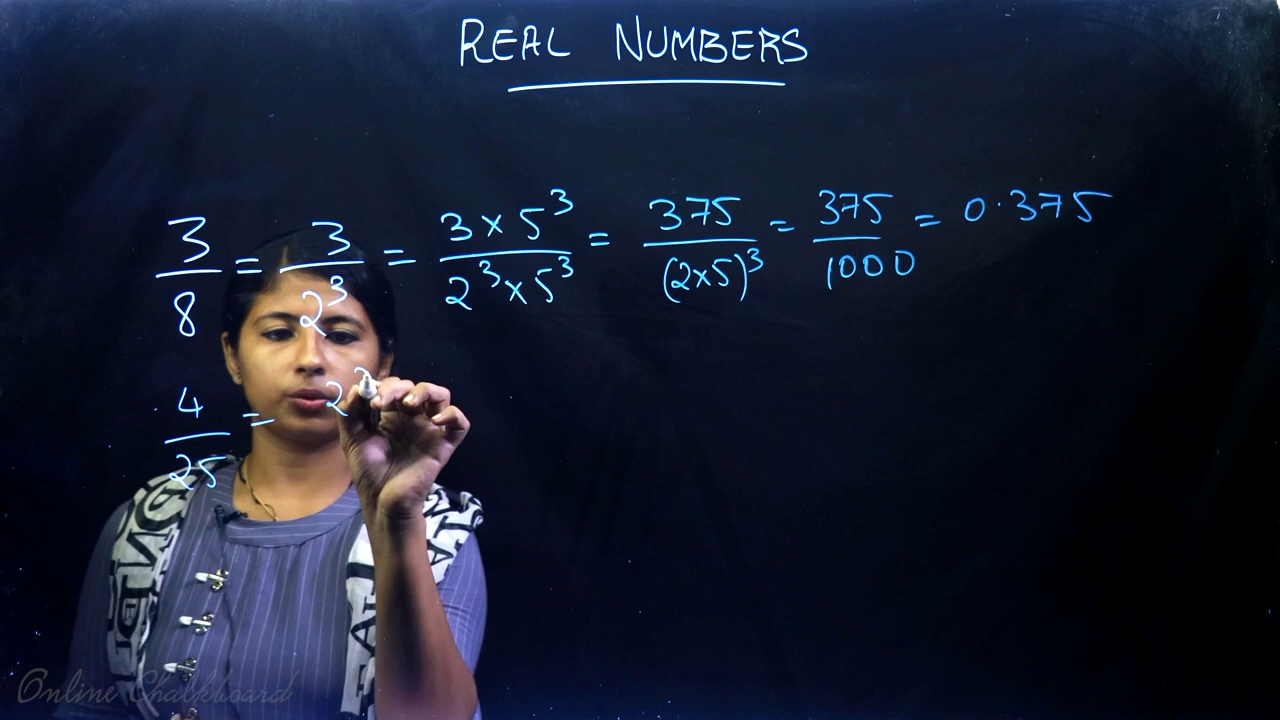 REAL NUMBERS
3/8 = 3/2³ = 3 × 5³/2³ × 5³ = 375/(2×5)³ = 375/1000 = 0.375
4/25 = 2²
Online Chalkboard